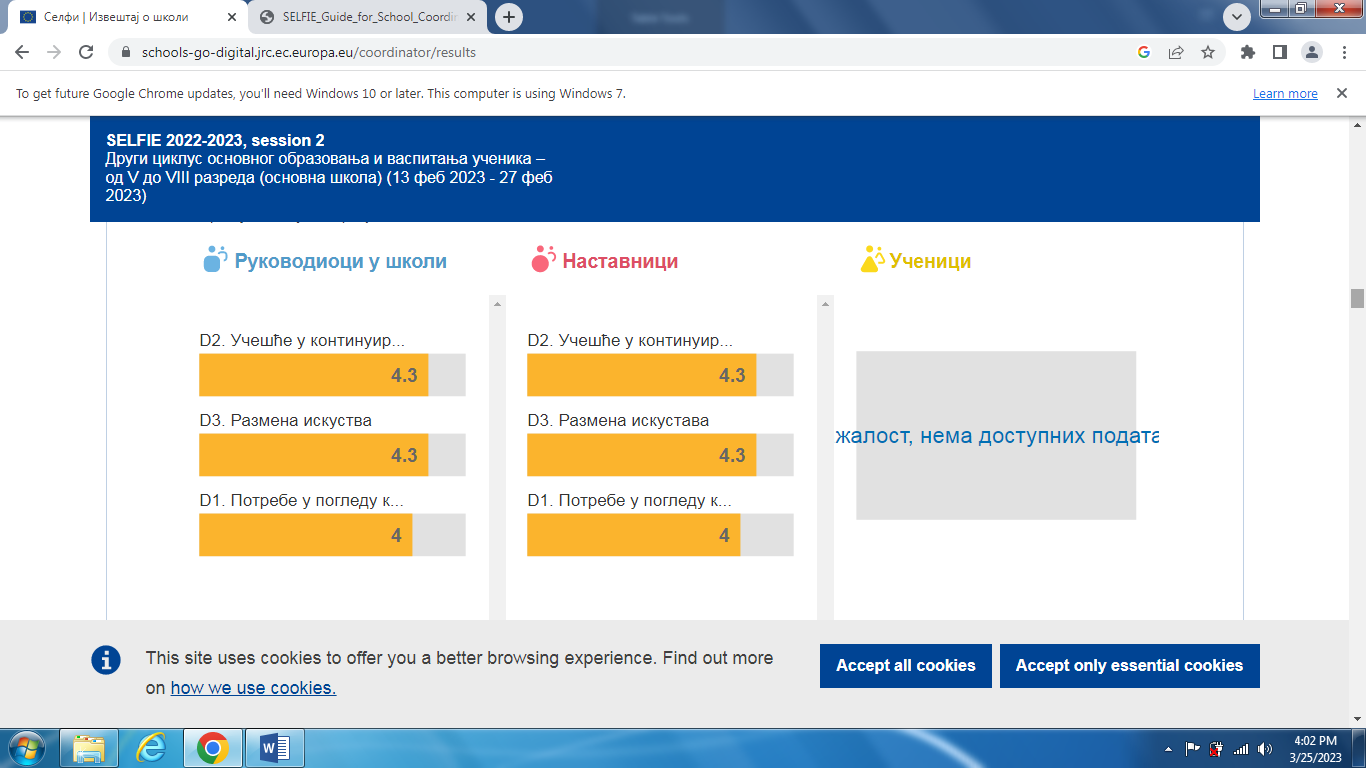 Селфи | Извештај о школи
SELFIE_Guide_for_School_Coordin
schools-go-digital.jrc.ec.europa.eu/coordinator/results
To get future Google Chrome updates, you'll need Windows 10 or later. This computer is using Windows 7.
Learn more
SELFIE 2022-2023, session 2
Други циклус основног образовања и васпитања ученика –
од V до VIII разреда (основна школа) (13 феб 2023 - 27 феб
2023)
Руководиоци у школи
Наставници
Ученици
D2. Учешће у континуир...
4.3
D3. Размена искуства
4.3
D1. Потребе у погледу к...
4
D2. Учешће у континуир...
4.3
D3. Размена искустава
4.3
D1. Потребе у погледу к...
4
жалост, нема доступних податa
This site uses cookies to offer you a better browsing experience. Find out more
on how we use cookies.
Accept all cookies
Accept only essential cookies
4:02 PM
3/25/2023